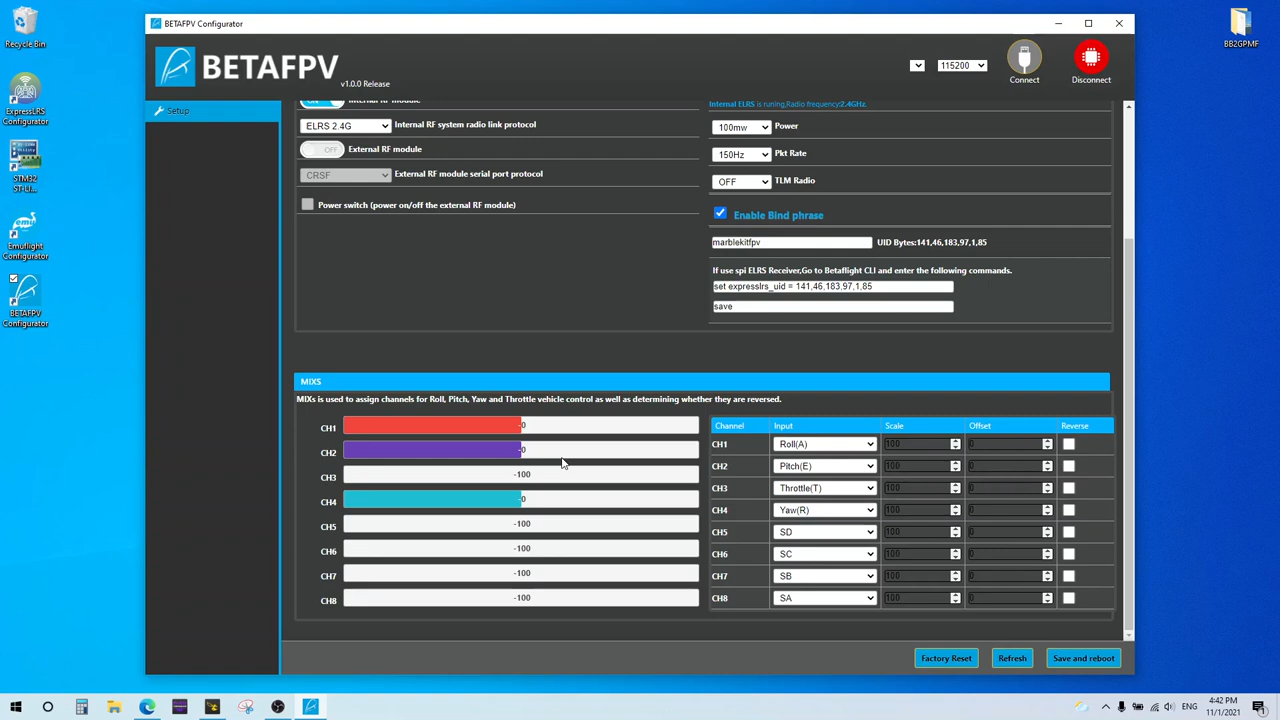 BETAFPV Configurator
Recycle Bin
BB2GPMF
BETAFPV
v1.0.0 Release
115200
Connect
Disconnect
Setup
ExpressLRS
Configurator
STM32
ST-LI...
Emuflight
Configurator
BETAFPV
Configurator
ON
Internal RF module
ELRS 2.4G
Internal RF system radio link protocol
OFF
External RF module
CRSF
External RF module serial port protocol
Power switch (power on/off the external RF module)
Internal ELRS is runing,Radio frequency:2.4GHz.
100mw
Power
150Hz
Pkt Rate
OFF
TLM Radio
Enable Bind phrase
marblekitfpv
UID Bytes:141,46,183,97,1,85
If use spi ELRS Receiver,Go to Betaflight CLI and enter the following commands.
set expresslrs_uid = 141,46,183,97,1,85
save
MIXS
MIXs is used to assign channels for Roll, Pitch, Yaw and Throttle vehicle control as well as determining whether they are reversed.
CH1 -0
CH2 -0
CH3 -100
CH4 -0
CH5 -100
CH6 -100
CH7 -100
CH8 -100
Channel Input Scale Offset Reverse
CH1 Roll(A) 100 0
CH2 Pitch(E) 100 0
CH3 Throttle(T) 100 0
CH4 Yaw(R) 100 0
CH5 SD 100 0
CH6 SC 100 0
CH7 SB 100 0
CH8 SA 100 0
Factory Reset
Refresh
Save and reboot
ENG
4:42 PM
11/1/2021